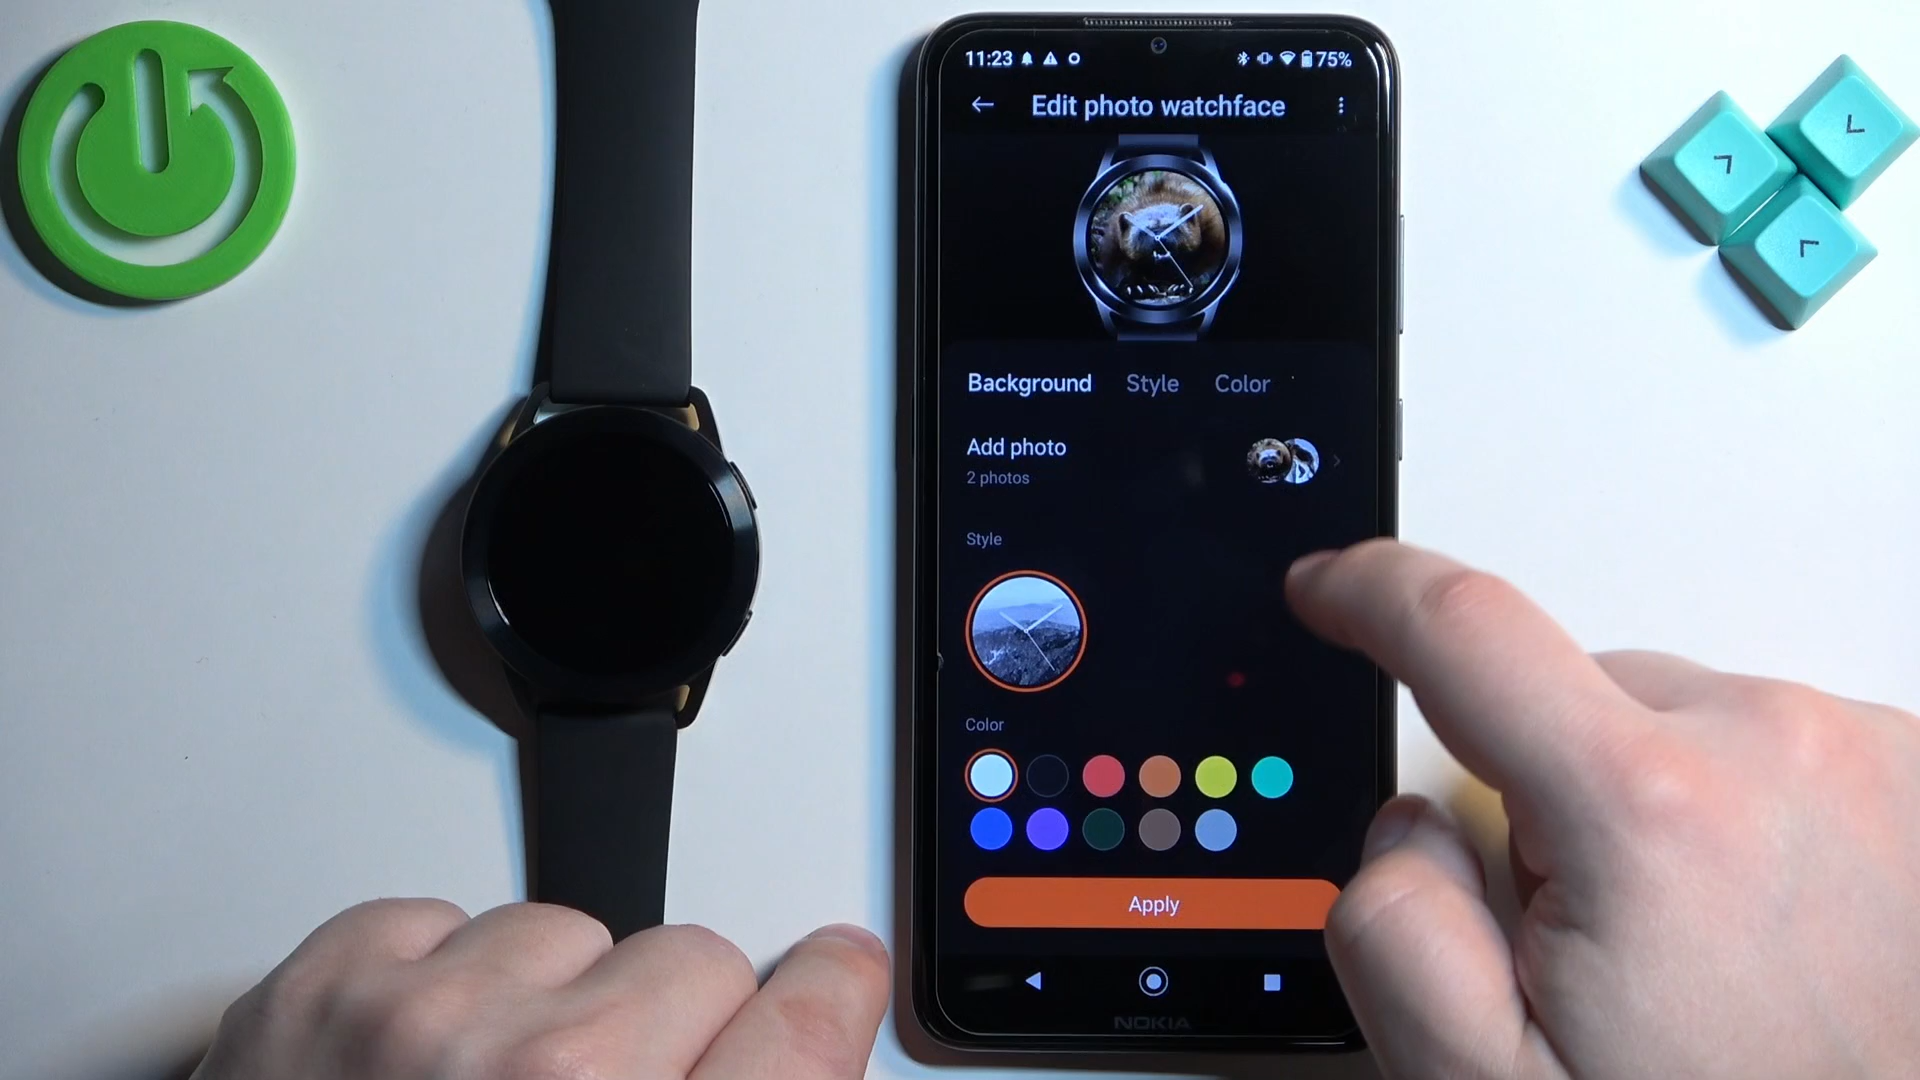 11:23
75%
Edit photo watchface
Background Style Color
Add photo
2 photos
Style
Color
Apply
NOKIA